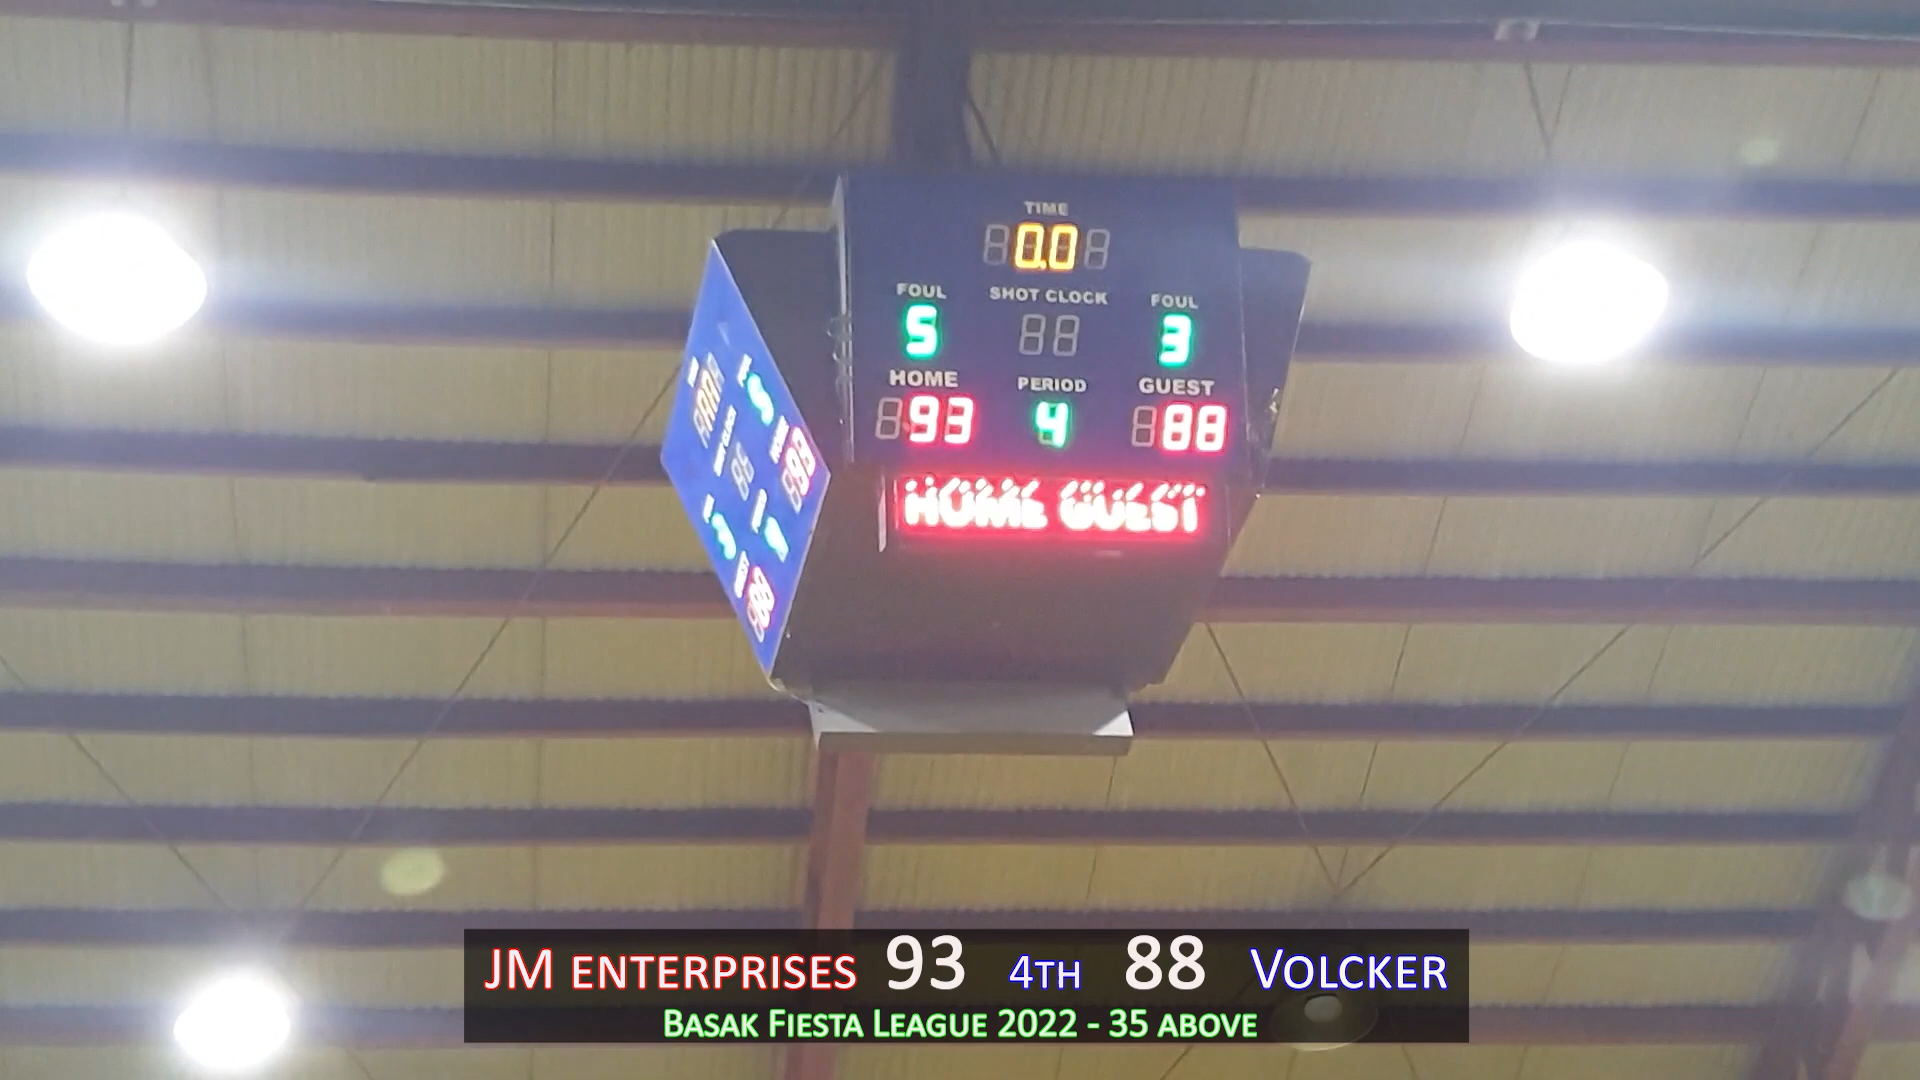 TIME
0.0
FOUL SHOT CLOCK FOUL
5 3
HOME PERIOD GUEST
93 4 88
HOME GUEST
JM ENTERPRISES 93 4TH 88 VOLCKER
BASAK FIESTA LEAGUE 2022 - 35 ABOVE